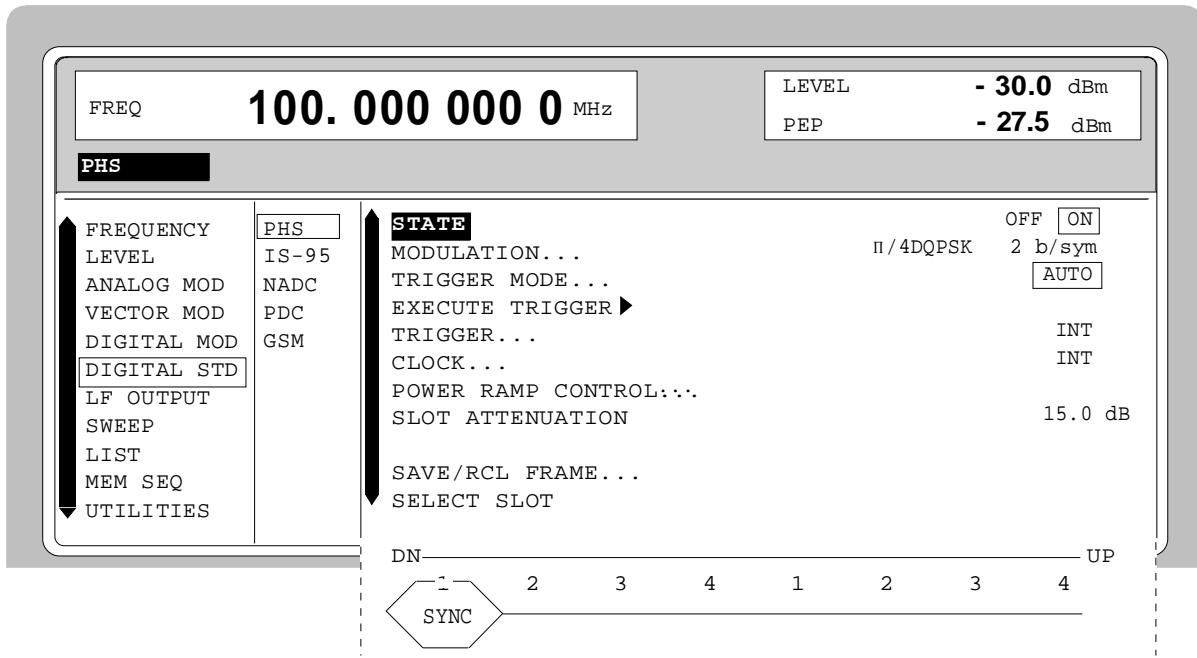 FREQ 100. 000 000 0 MHz
LEVEL - 30.0 dBm
PEP - 27.5 dBm
PHS
FREQUENCY
LEVEL
ANALOG MOD
VECTOR MOD
DIGITAL MOD
DIGITAL STD
LF OUTPUT
SWEEP
LIST
MEM SEQ
UTILITIES
PHS
IS-95
NADC
PDC
GSM
STATE OFF ON
MODULATION... Π/4DQPSK 2 b/sym
TRIGGER MODE... AUTO
EXECUTE TRIGGER
TRIGGER... INT
CLOCK... INT
POWER RAMP CONTROL...
SLOT ATTENUATION 15.0 dB
SAVE/RCL FRAME...
SELECT SLOT
DN UP
1 2 3 4 1 2 3 4
SYNC